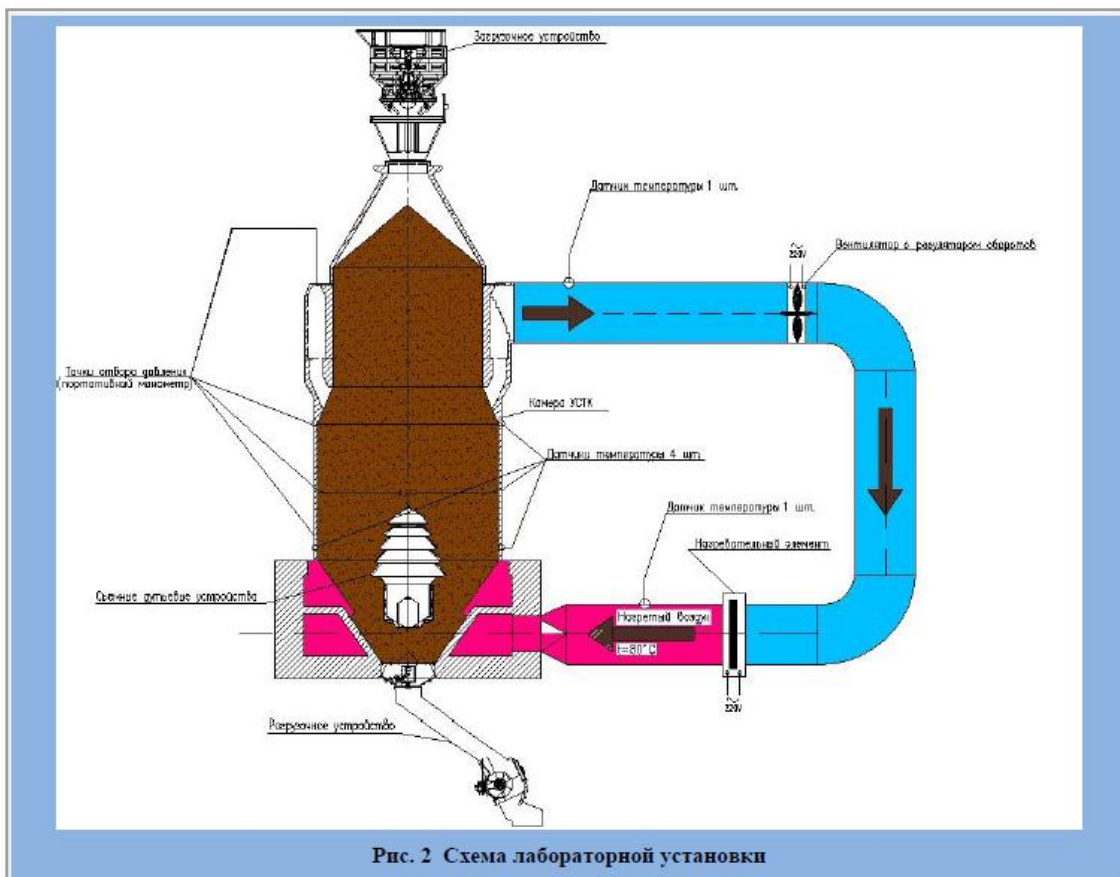 Загрузочное устройство
Датчик температуры 1 шт.
Вентилятор с регулятором оборотов
220V
Точки отбора давления
(портативный манометр)
Камера УСТК
Датчики температуры 4 шт.
Датчик температуры 1 шт.
Нагревательный элемент
Съемные дутьевые устройства
Нагретый воздух
t=80°C
220V
Разгрузочное устройство
Рис. 2 Схема лабораторной установки